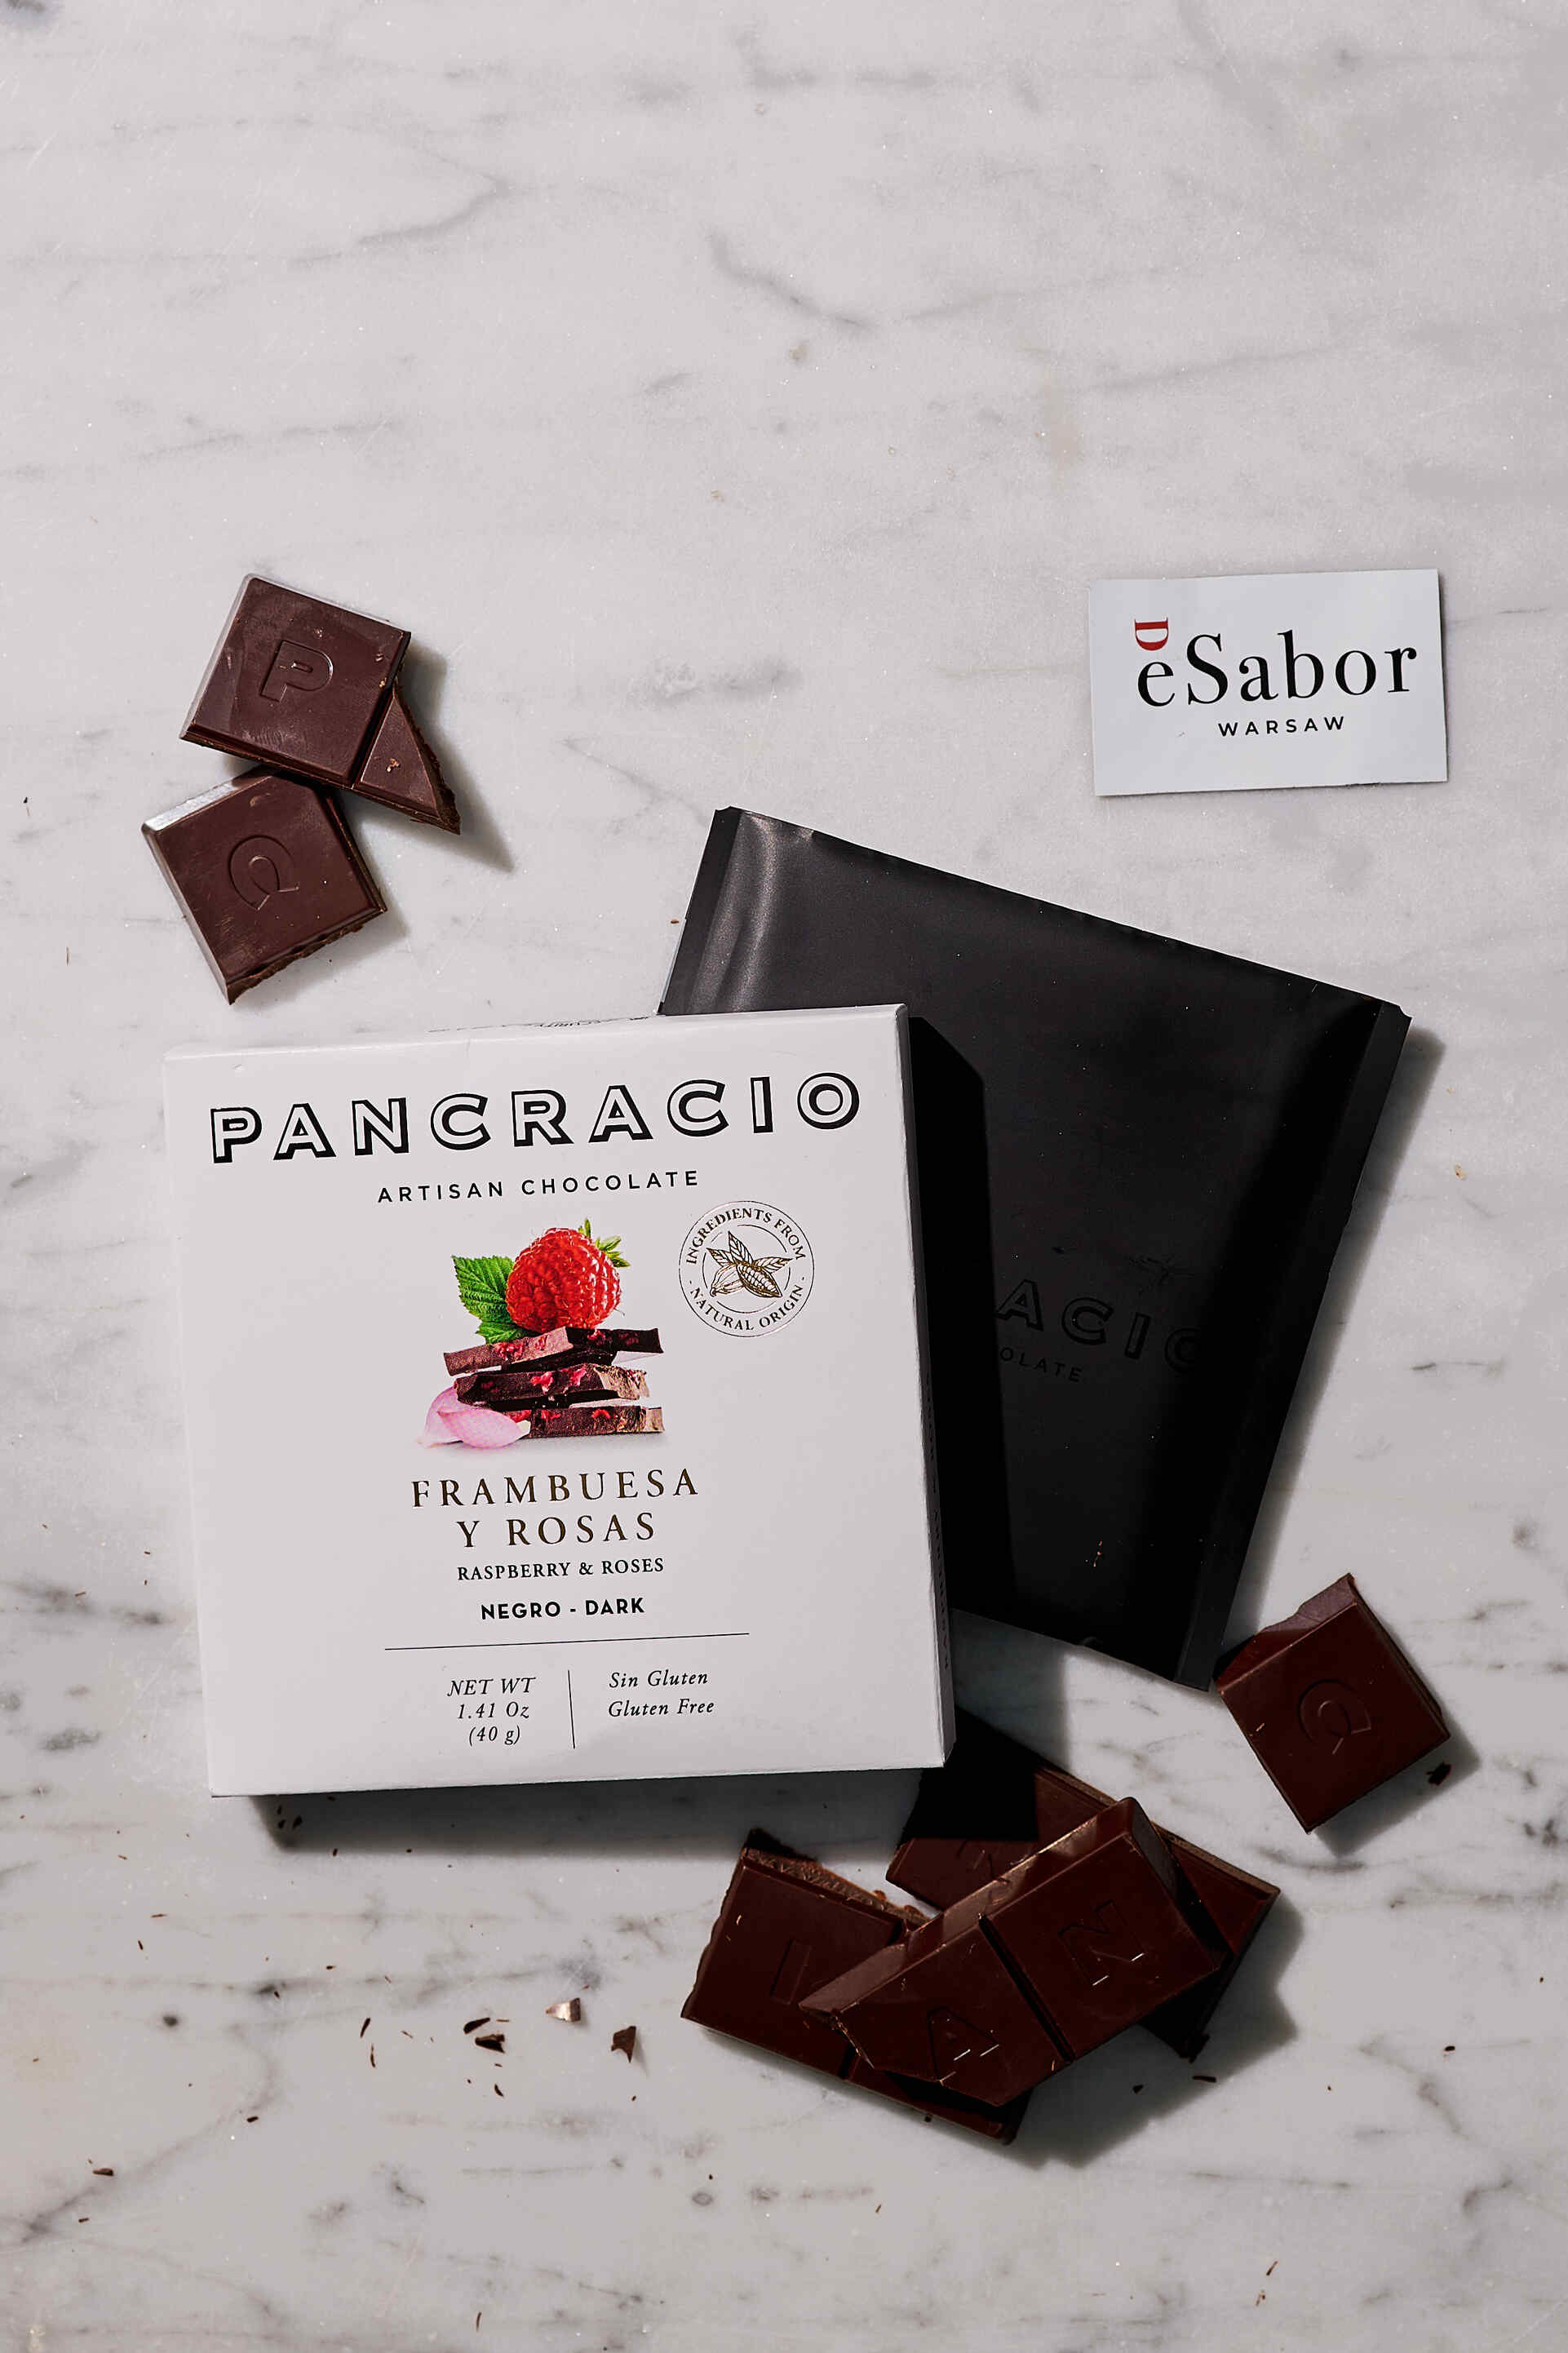 DeSabor
WARSAW
PANCRACIO
ARTISAN CHOCOLATE
INGREDIENTS FROM
· NATURAL ORIGIN ·
FRAMBUESA
Y ROSAS
RASPBERRY & ROSES
NEGRO - DARK
NET WT
1.41 Oz
(40 g)
Sin Gluten
Gluten Free
ACIO
OLATE
P
C
C
I
A
N